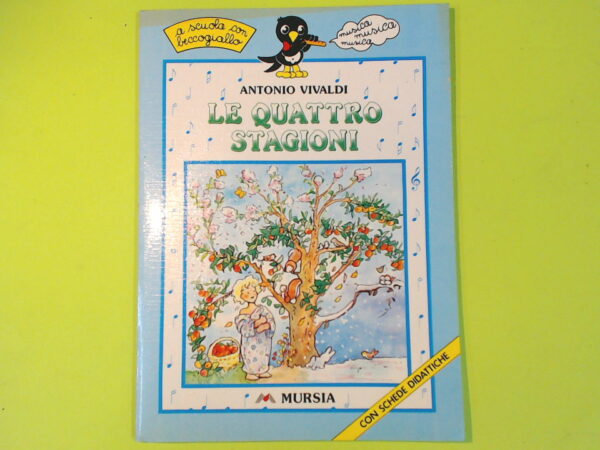 a scuola con
beccogiallo
musica
musica
musica
ANTONIO VIVALDI
LE QUATTRO
STAGIONI
CON SCHEDE DIDATTICHE
MURSIA